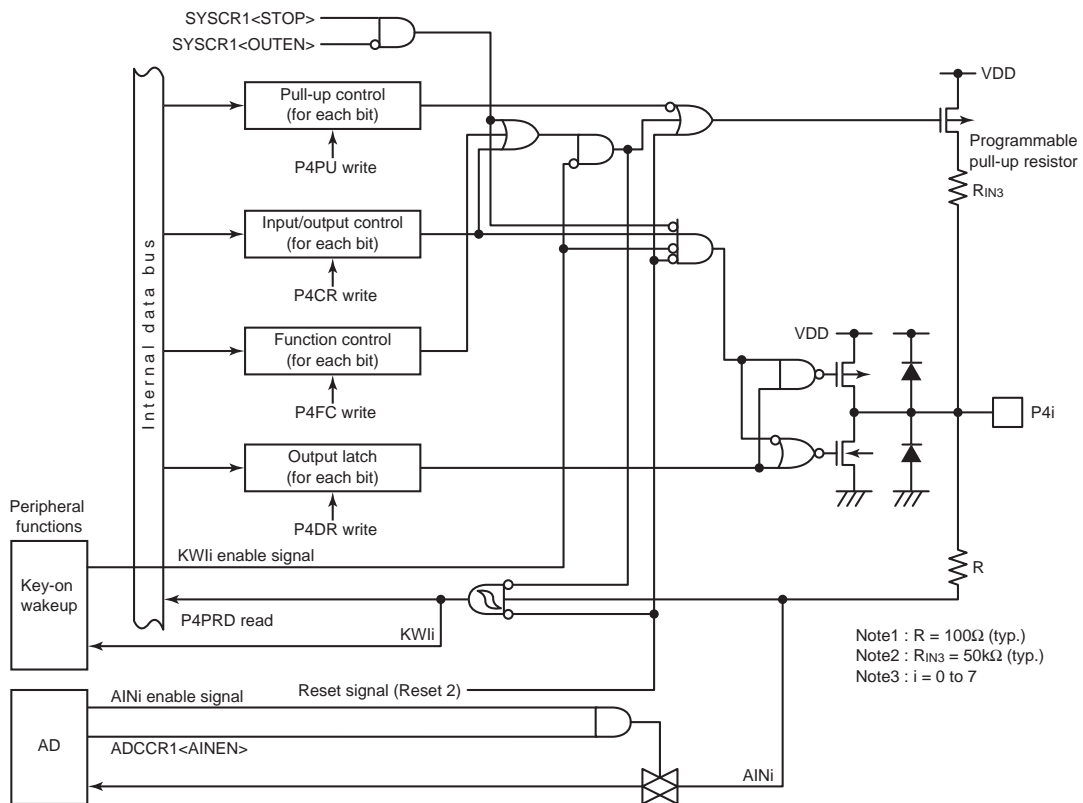 SYSCR1<STOP>
SYSCR1<OUTEN>
VDD
Pull-up control
(for each bit)
Programmable
pull-up resistor
P4PU write
RIN3
Input/output control
(for each bit)
P4CR write
Internal data bus
VDD
Function control
(for each bit)
P4i
P4FC write
Output latch
(for each bit)
P4DR write
Peripheral
functions
KWIi enable signal
Key-on
wakeup
R
P4PRD read
KWIi
Note1 : R = 100Ω (typ.)
Note2 : RIN3 = 50kΩ (typ.)
Note3 : i = 0 to 7
Reset signal (Reset 2)
AINi enable signal
AD
ADCCR1<AINEN>
AINi